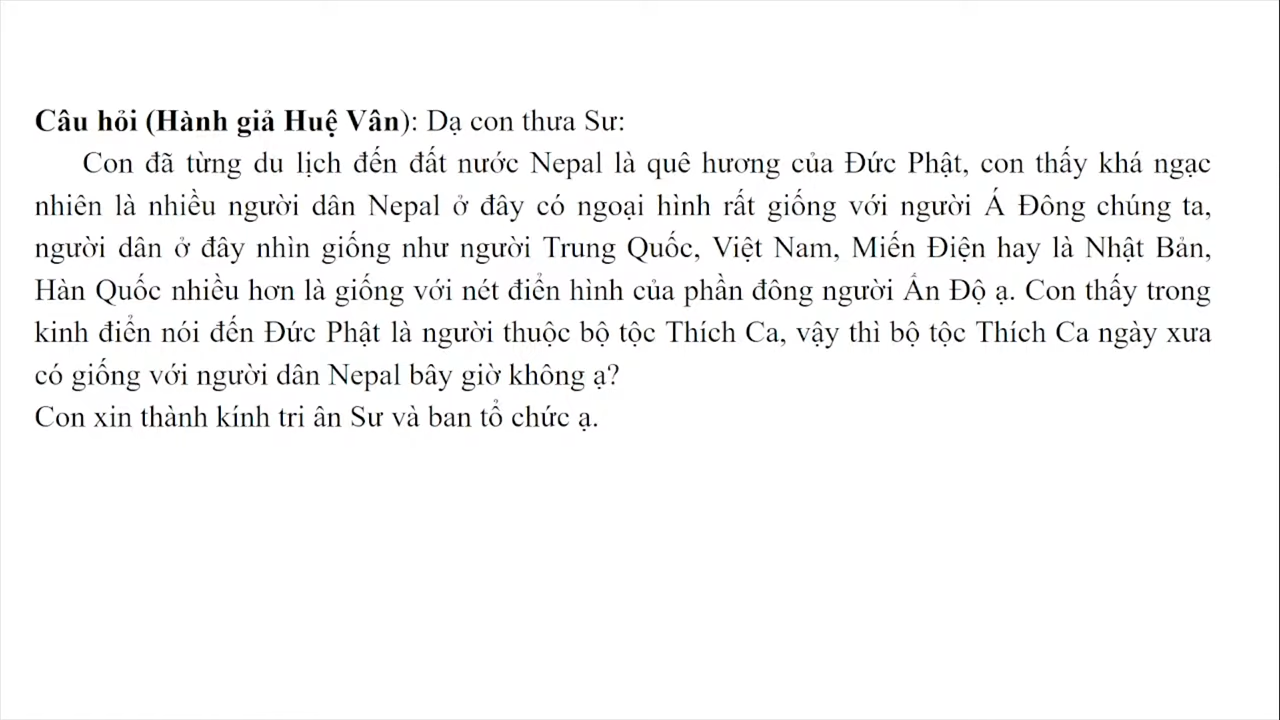 Câu hỏi (Hành giả Huệ Vân): Dạ con thưa Sư:
Con đã từng du lịch đến đất nước Nepal là quê hương của Đức Phật, con thấy khá ngạc
nhiên là nhiều người dân Nepal ở đây có ngoại hình rất giống với người Á Đông chúng ta,
người dân ở đây nhìn giống như người Trung Quốc, Việt Nam, Miến Điện hay là Nhật Bản,
Hàn Quốc nhiều hơn là giống với nét điển hình của phần đông người Ấn Độ ạ. Con thấy trong
kinh điển nói đến Đức Phật là người thuộc bộ tộc Thích Ca, vậy thì bộ tộc Thích Ca ngày xưa
có giống với người dân Nepal bây giờ không ạ?
Con xin thành kính tri ân Sư và ban tổ chức ạ.